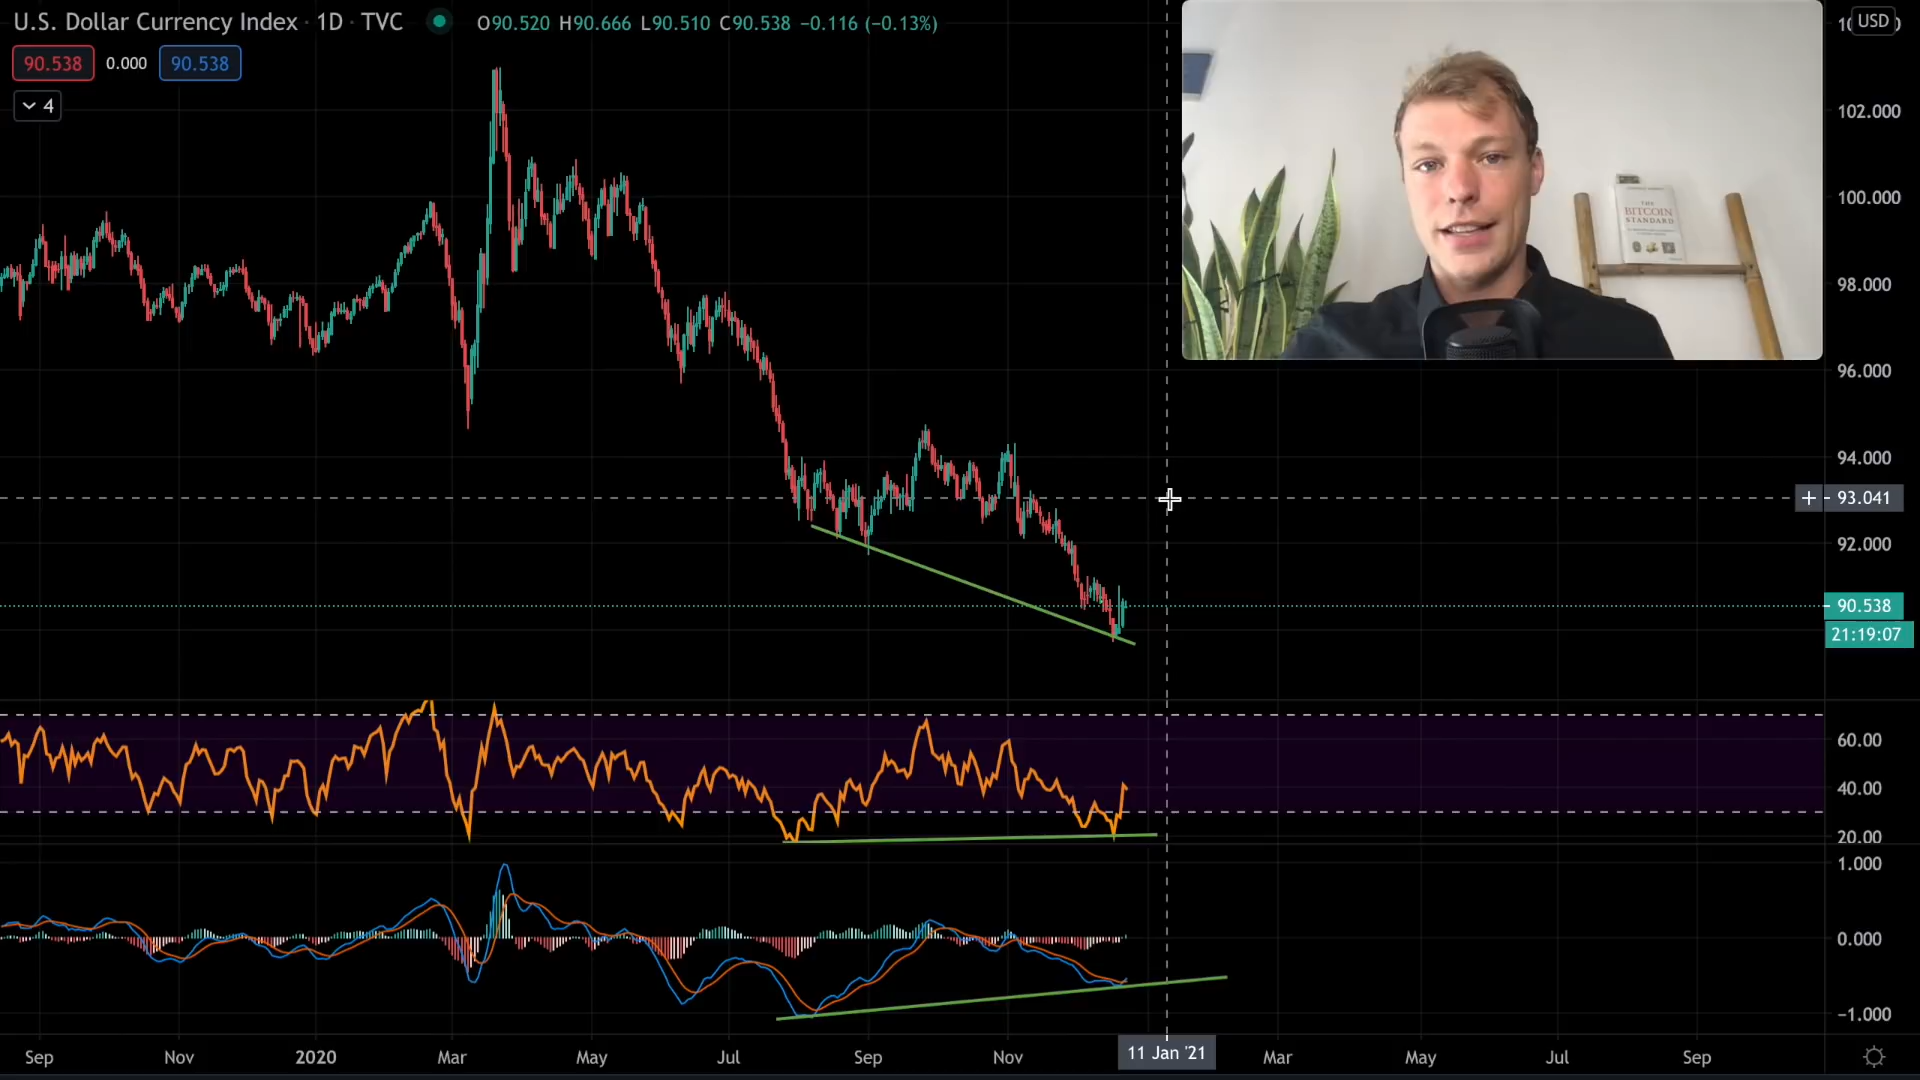 U.S. Dollar Currency Index · 1D · TVC
O90.520 H90.666 L90.510 C90.538 −0.116 (−0.13%)
90.538 0.000 90.538
4
USD
102.000
100.000
98.000
96.000
94.000
93.041
92.000
90.538
21:19:07
60.00
40.00
20.00
1.000
0.000
−1.000
THE
BITCOIN
STANDARD
Sep Nov 2020 Mar May Jul Sep Nov 11 Jan '21 Mar May Jul Sep